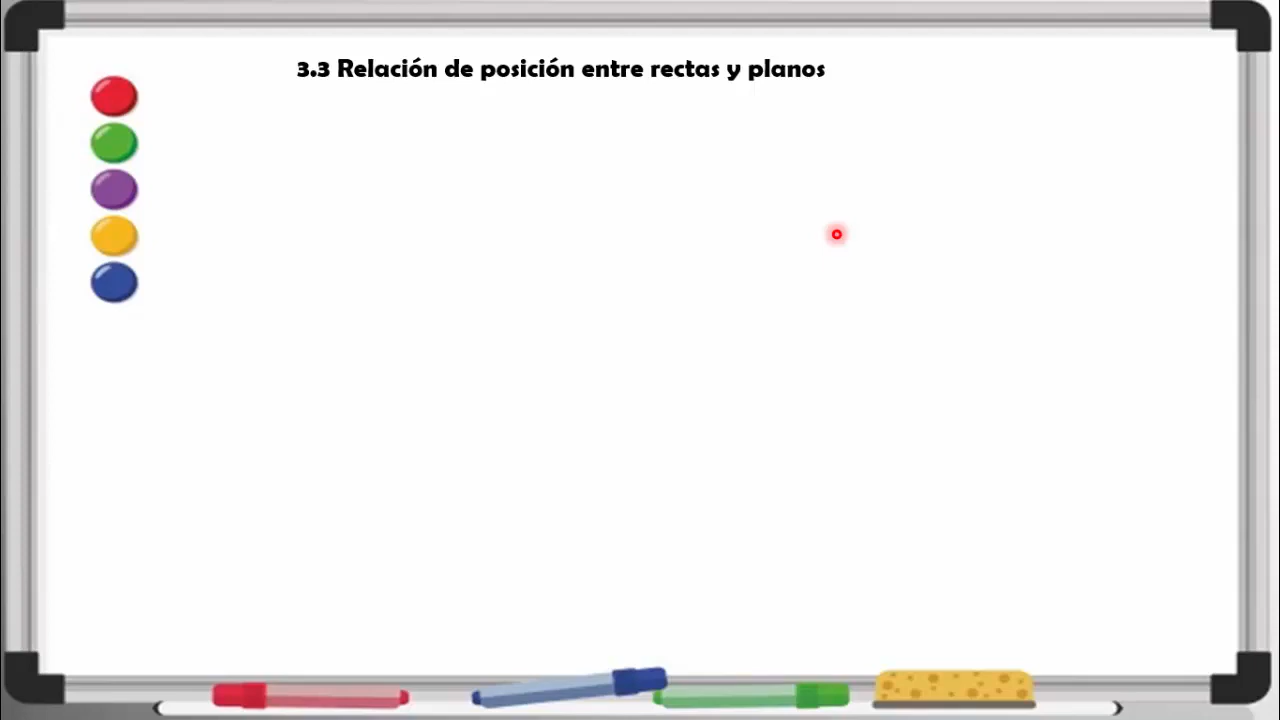 3.3 Relación de posición entre rectas y planos